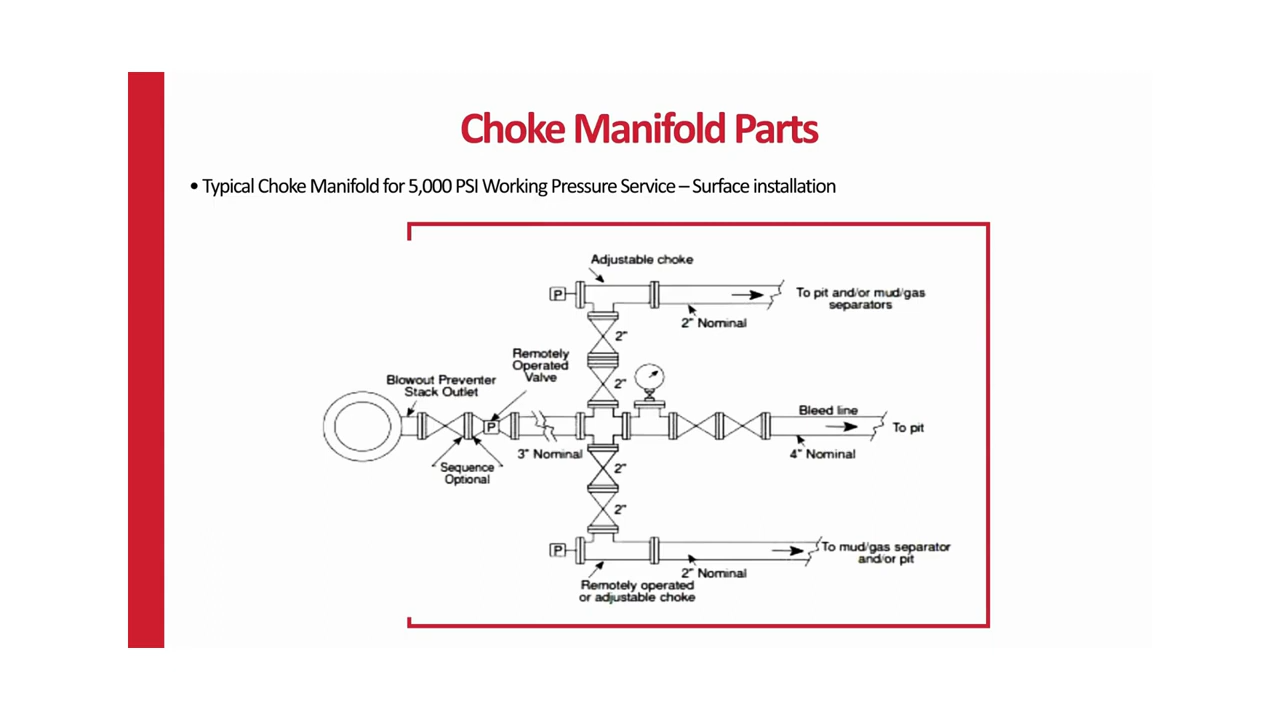 Choke Manifold Parts
• Typical Choke Manifold for 5,000 PSI Working Pressure Service – Surface installation
Adjustable choke
P
To pit and/or mud/gas
separators
2" Nominal
2"
Remotely
Operated
Valve
Blowout Preventer
Stack Outlet
2"
Bleed line
P
To pit
3" Nominal
4" Nominal
Sequence
Optional
2"
2"
P
To mud/gas separator
and/or pit
2" Nominal
Remotely operated
or adjustable choke